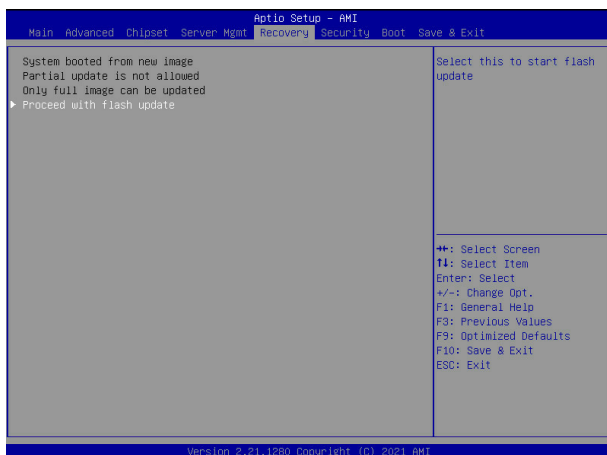 Aptio Setup – AMI
Main Advanced Chipset Server Mgmt Recovery Security Boot Save & Exit
System booted from new image
Partial update is not allowed
Only full image can be updated
▶ Proceed with flash update
Select this to start flash
update
→←: Select Screen
↑↓: Select Item
Enter: Select
+/-: Change Opt.
F1: General Help
F3: Previous Values
F9: Optimized Defaults
F10: Save & Exit
ESC: Exit
Version 2.21.1280 Copyright (C) 2021 AMI